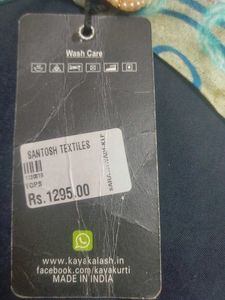 Wash Care
SANTOSH TEXTILES
TOPS
Rs.1295.00
www.kayakalash.in
facebook.com/kayakurti
MADE IN INDIA